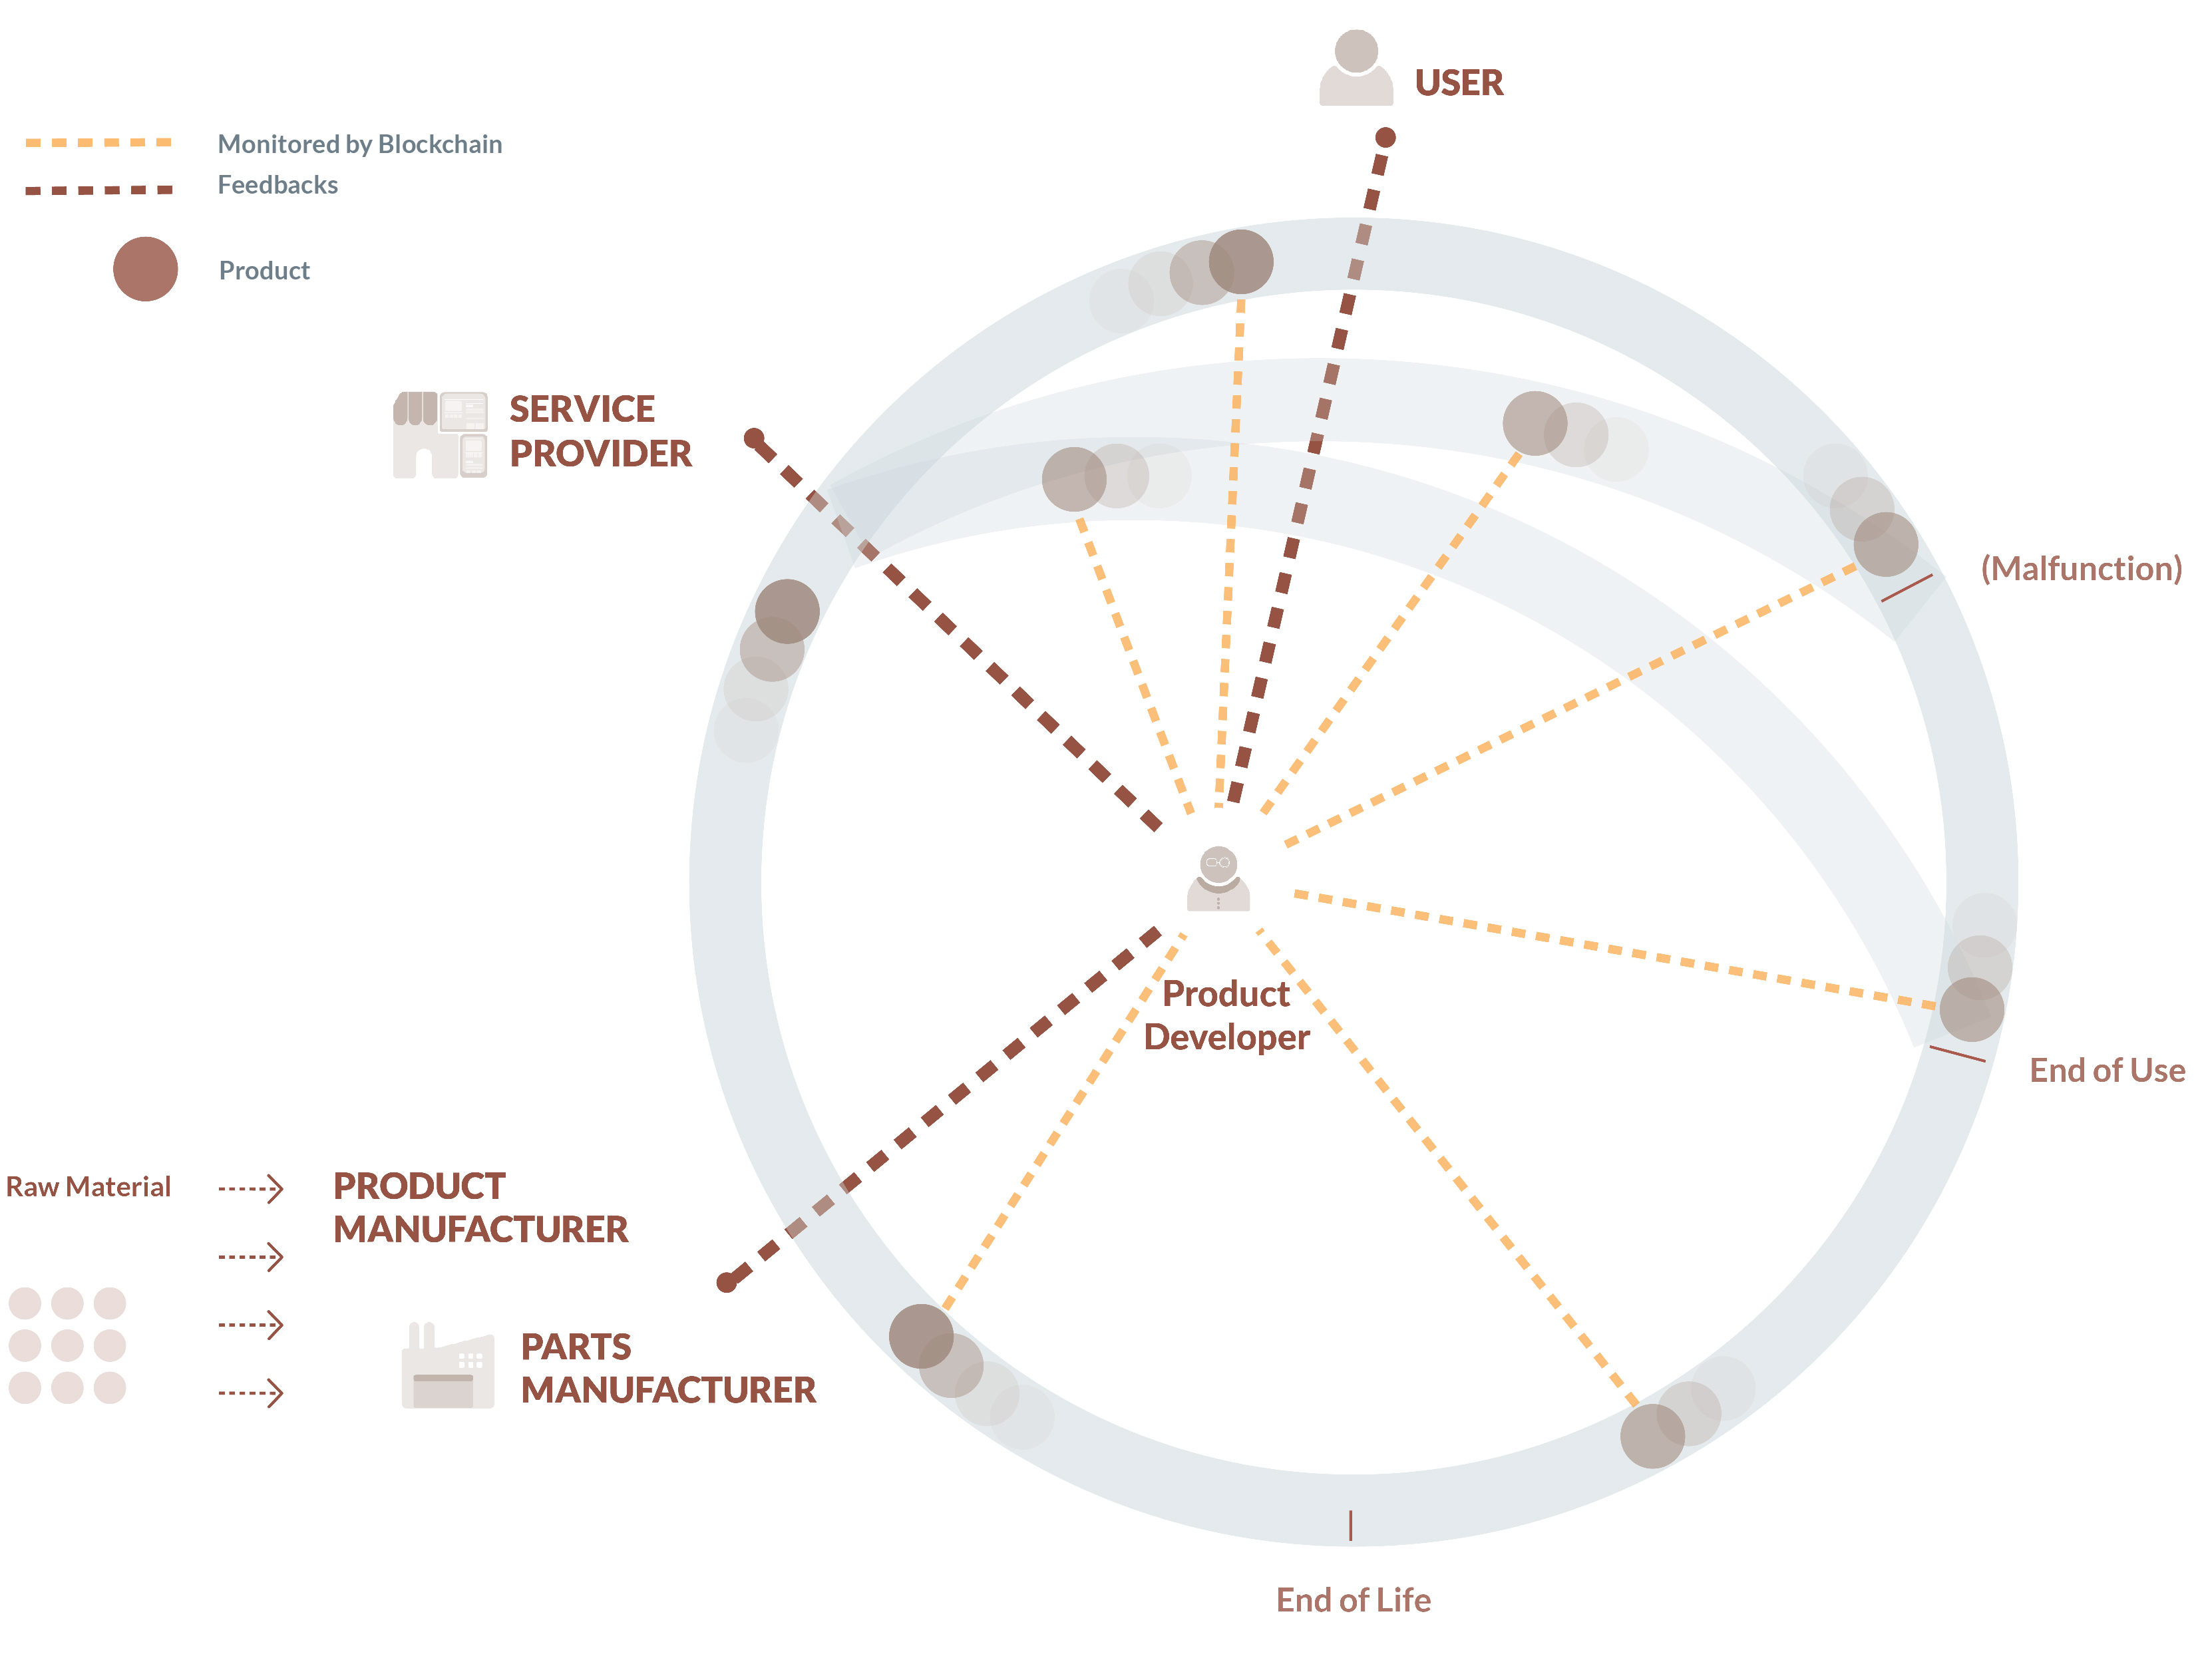 USER
Monitored by Blockchain
Feedbacks
Product
SERVICE
PROVIDER
(Malfunction)
Product
Developer
End of Use
Raw Material
PRODUCT
MANUFACTURER
PARTS
MANUFACTURER
End of Life